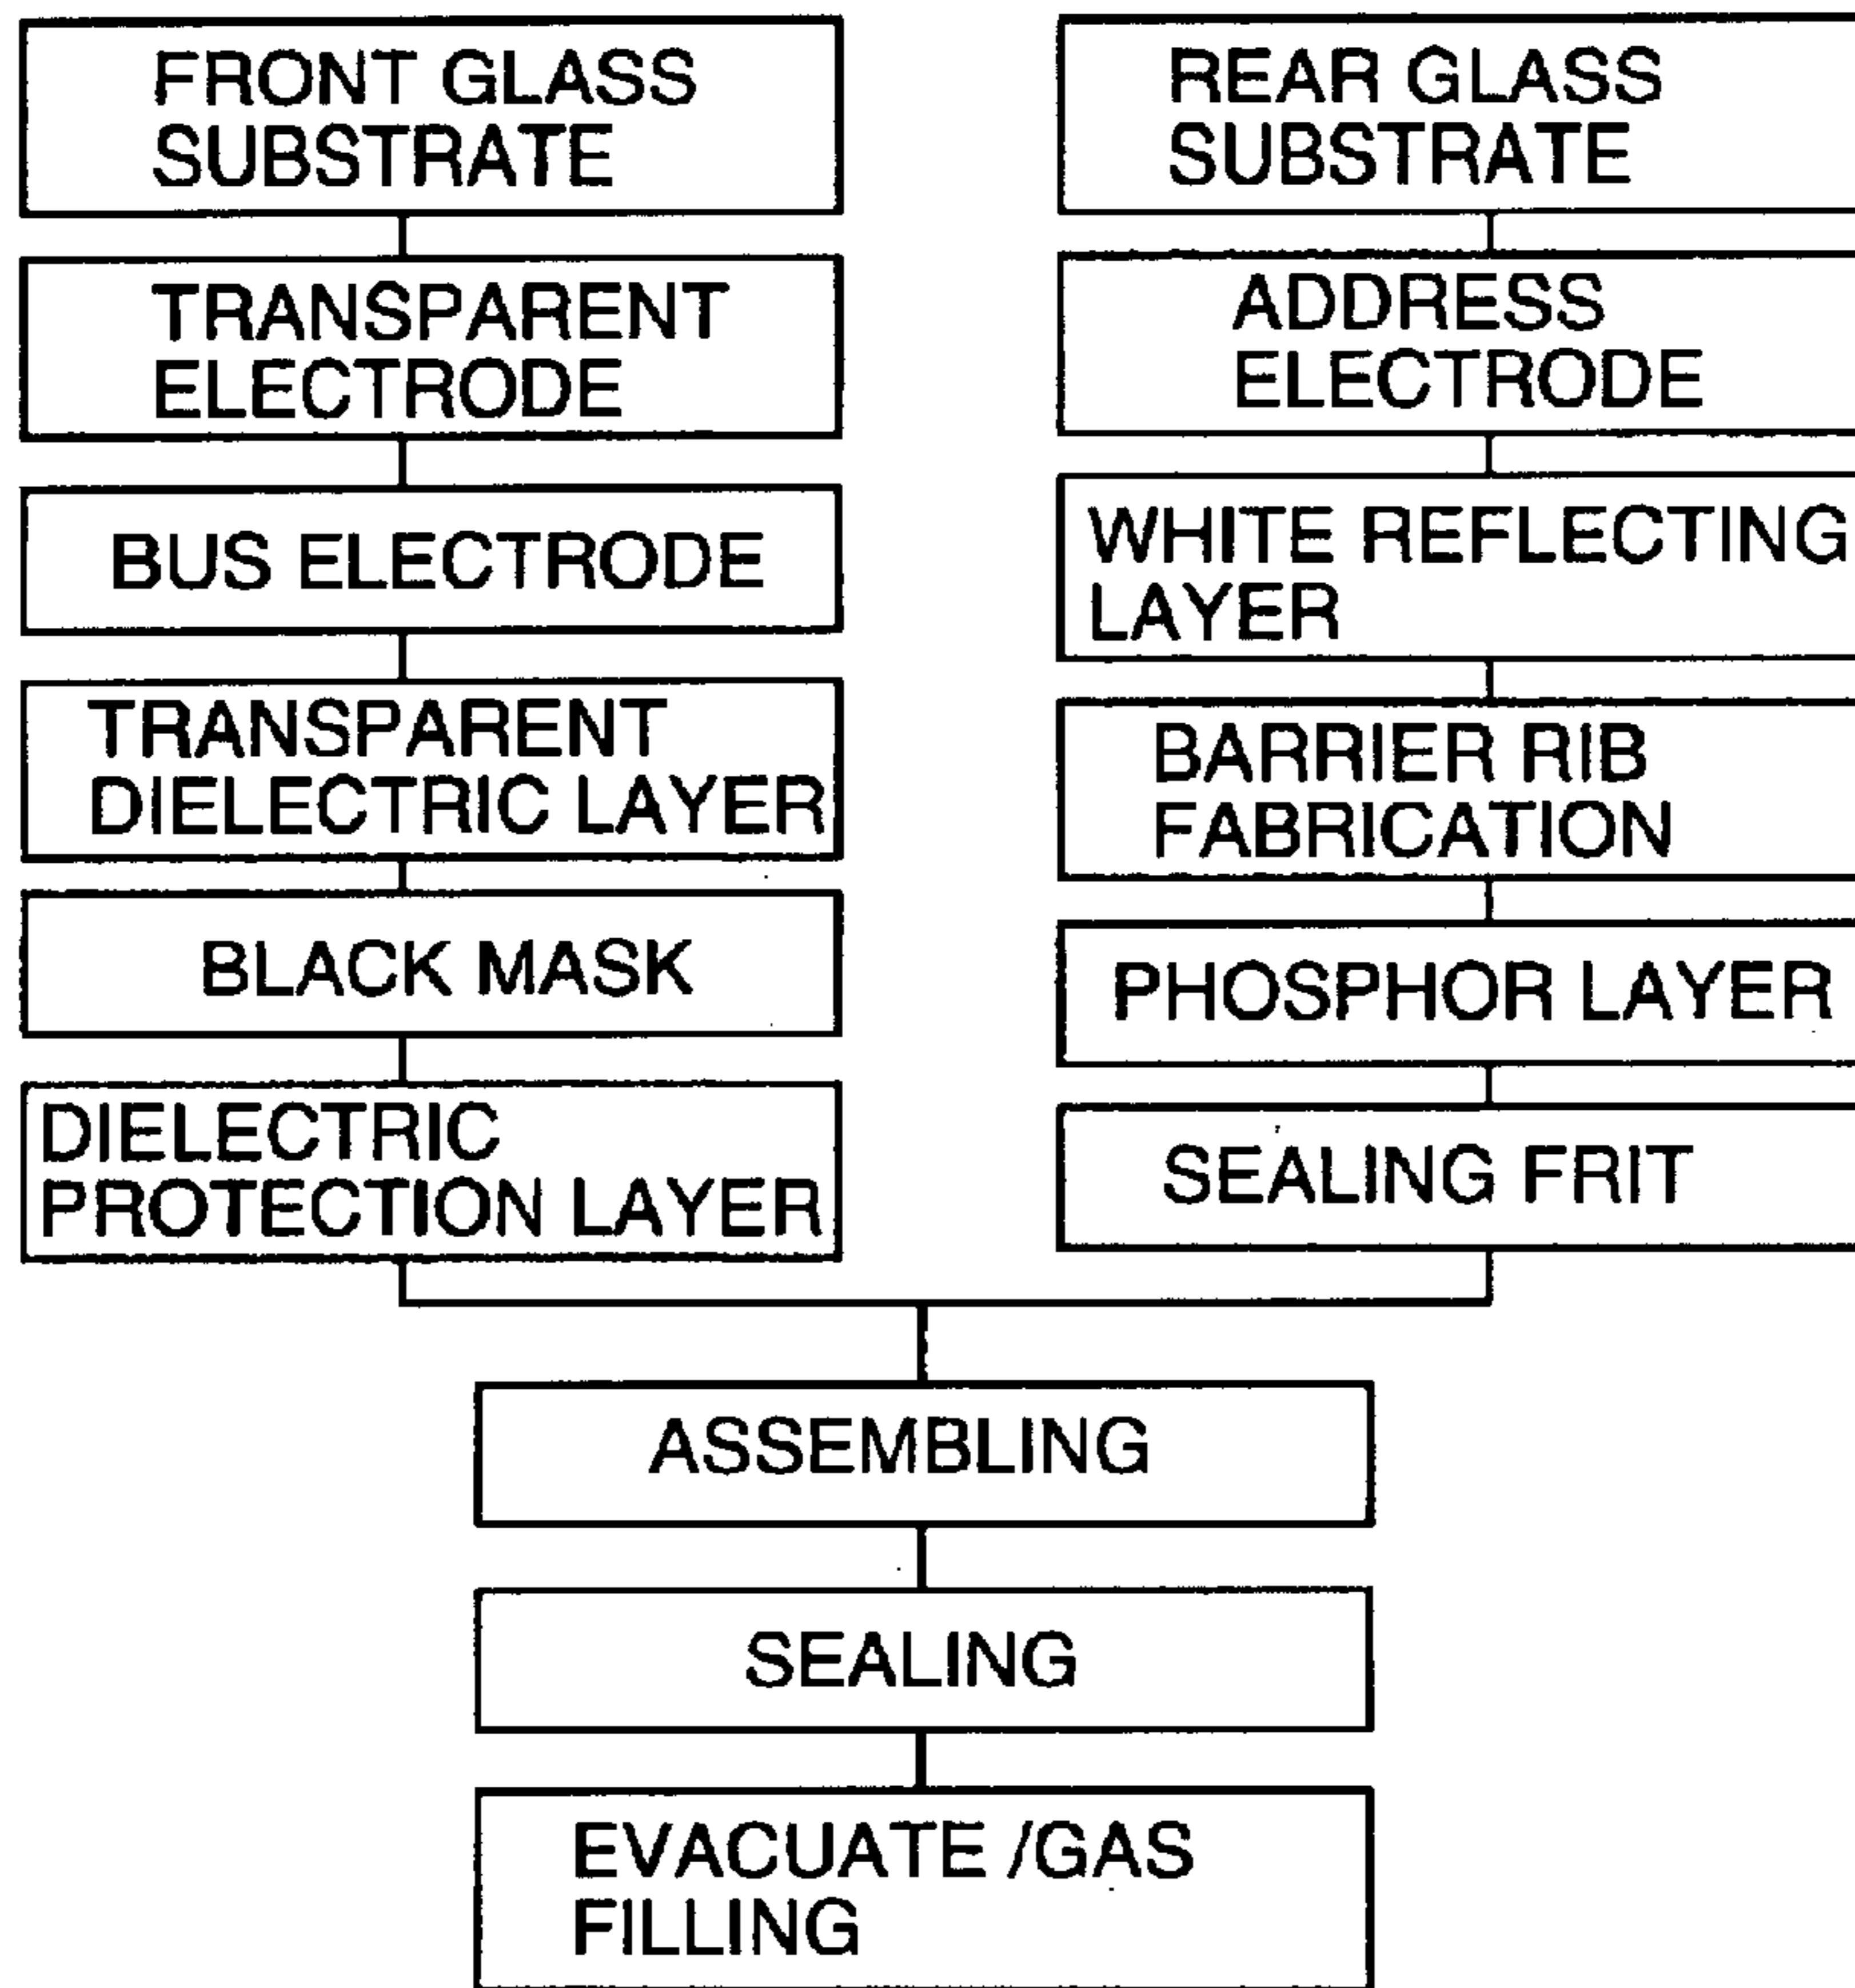 FRONT GLASS
SUBSTRATE
TRANSPARENT
ELECTRODE
BUS ELECTRODE
TRANSPARENT
DIELECTRIC LAYER
BLACK MASK
DIELECTRIC
PROTECTION LAYER
REAR GLASS
SUBSTRATE
ADDRESS
ELECTRODE
WHITE REFLECTING
LAYER
BARRIER RIB
FABRICATION
PHOSPHOR LAYER
SEALING FRIT
ASSEMBLING
SEALING
EVACUATE /GAS
FILLING